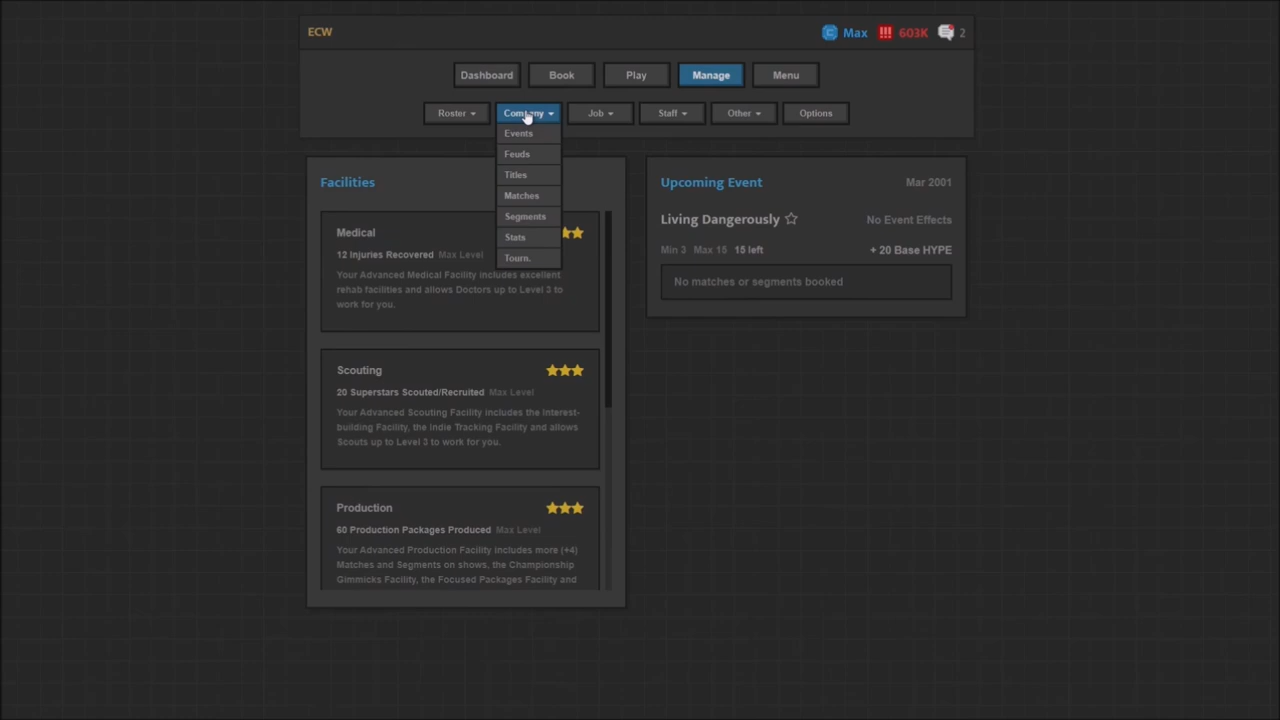 ECW
Max 603K 2
Dashboard Book Play Manage Menu
Roster Company Job Staff Other Options
Events
Feuds
Titles
Matches
Segments
Stats
Tourn.
Facilities
Medical
12 Injuries Recovered Max Level
Your Advanced Medical Facility includes excellent
rehab facilities and allows Doctors up to Level 3 to
work for you.
Scouting
20 Superstars Scouted/Recruited Max Level
Your Advanced Scouting Facility includes the Interest-
building Facility, the Indie Tracking Facility and allows
Scouts up to Level 3 to work for you.
Production
60 Production Packages Produced Max Level
Your Advanced Production Facility includes more (+4)
Matches and Segments on shows, the Championship
Gimmicks Facility, the Focused Packages Facility and
Upcoming Event Mar 2001
Living Dangerously No Event Effects
Min 3 Max 15 15 left + 20 Base HYPE
No matches or segments booked